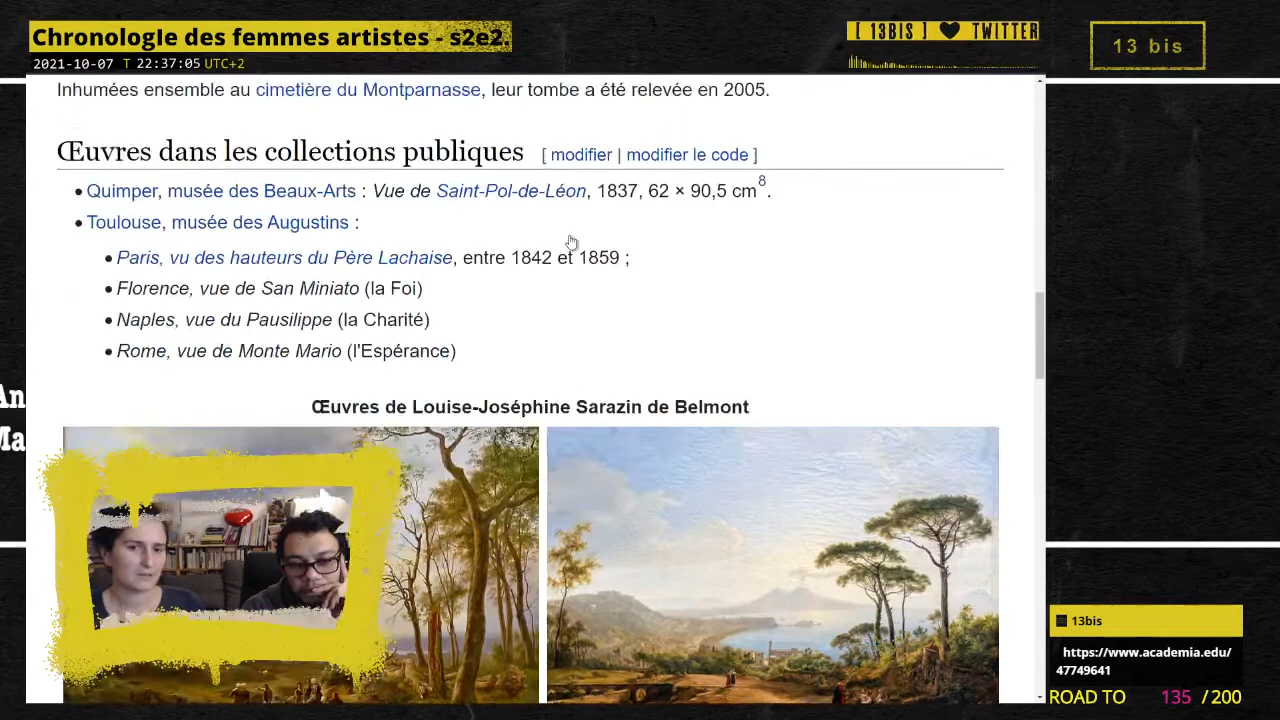 Chronologie des femmes artistes - s2e2.
2021-10-07 T 22:37:05 UTC+2
[ 13BIS ] TWITTER
13 bis
Inhumées ensemble au cimetière du Montparnasse, leur tombe a été relevée en 2005.
Œuvres dans les collections publiques [ modifier | modifier le code ]
Quimper, musée des Beaux-Arts : Vue de Saint-Pol-de-Léon, 1837, 62 × 90,5 cm8.
Toulouse, musée des Augustins :
Paris, vu des hauteurs du Père Lachaise, entre 1842 et 1859 ;
Florence, vue de San Miniato (la Foi)
Naples, vue du Pausilippe (la Charité)
Rome, vue de Monte Mario (l'Espérance)
An
Ma
Œuvres de Louise-Joséphine Sarazin de Belmont
13bis
https://www.academia.edu/
47749641
ROAD TO 135 / 200